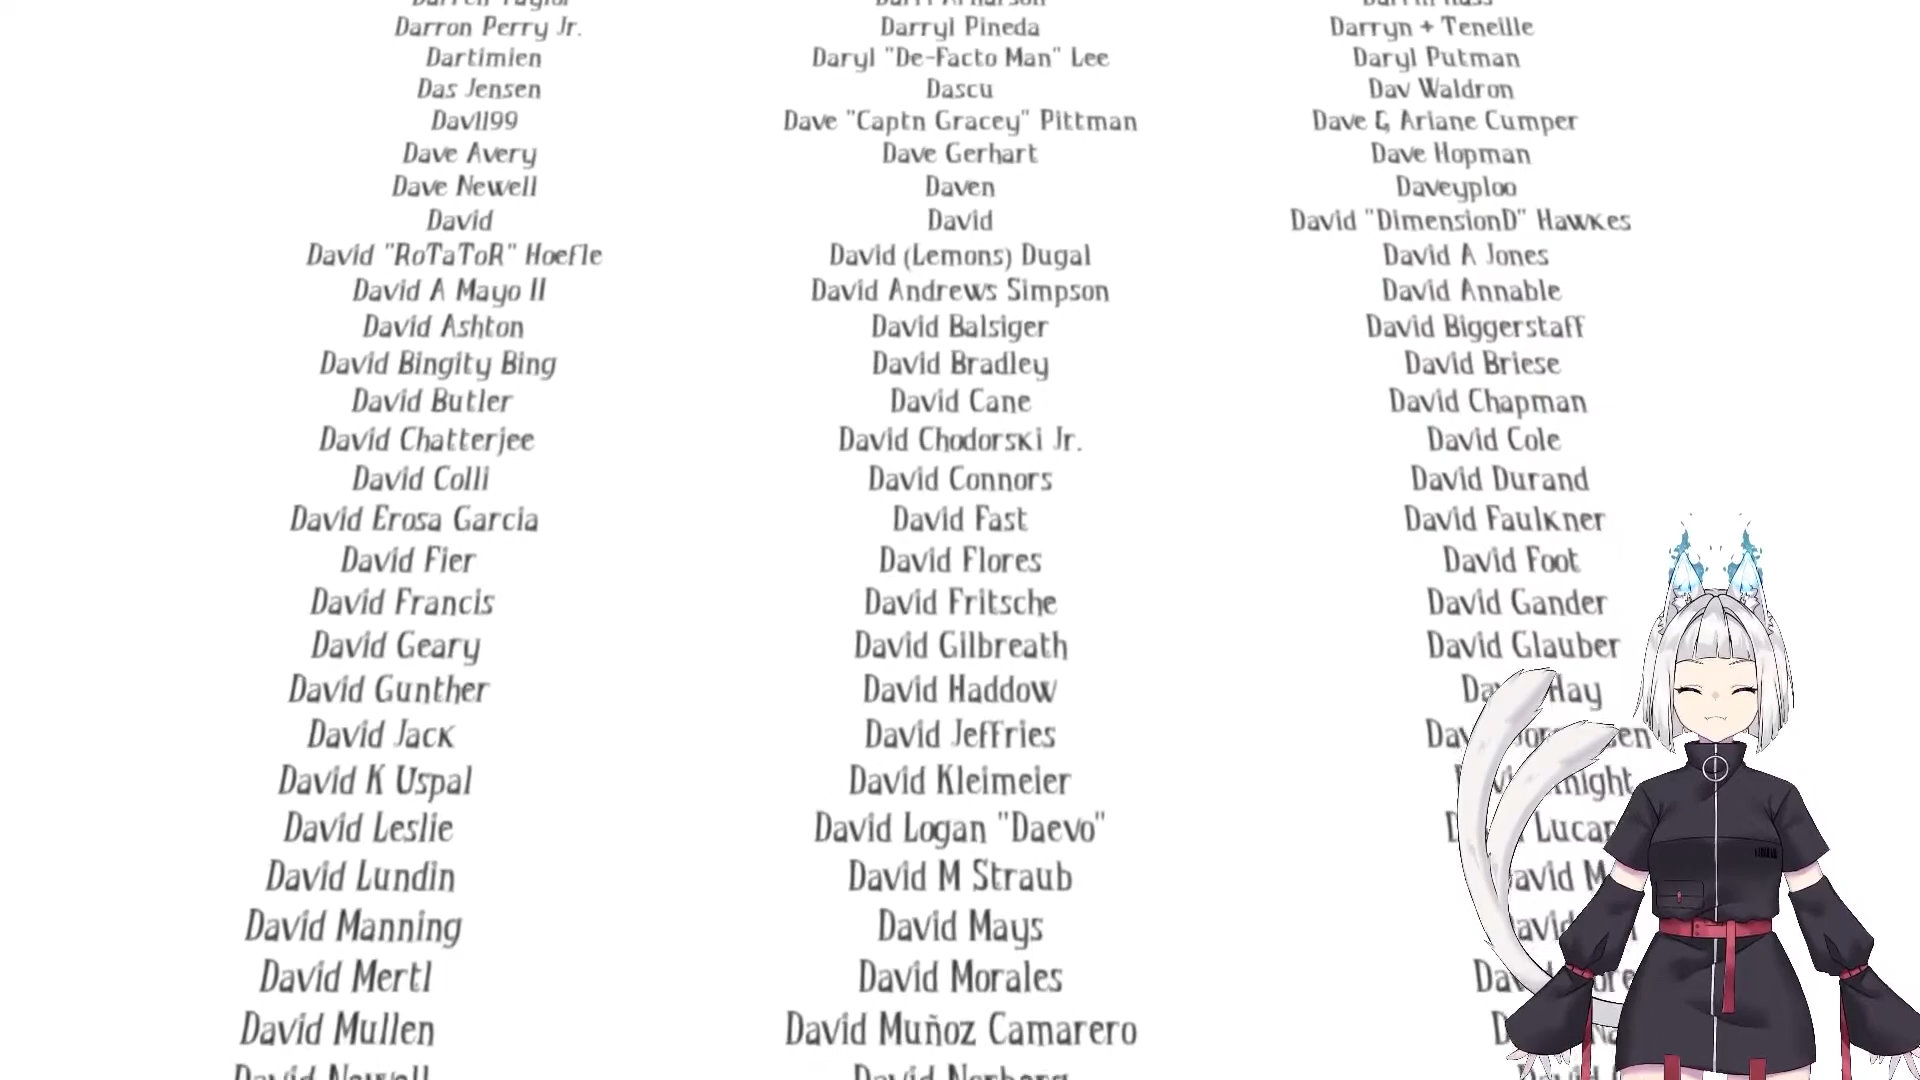 Darron Perry Jr. Darryl Pineda Darryn + Teneille
Dartimien Daryl "De-Facto Man" Lee Daryl Putman
Das Jensen Dascu Dav Waldron
Davll99 Dave "Captn Gracey" Pittman Dave & Ariane Cumper
Dave Avery Dave Gerhart Dave Hopman
Dave Newell Daven Daveyploo
David David David "DimensionD" Hawkes
David "RoTaToR" Hoefle David (Lemons) Dugal David A Jones
David A Mayo II David Andrews Simpson David Annable
David Ashton David Balsiger David Biggerstaff
David Bingity Bing David Bradley David Briese
David Butler David Cane David Chapman
David Chatterjee David Chodorski Jr. David Cole
David Colli David Connors David Durand
David Erosa Garcia David Fast David Faulkner
David Fier David Flores David Foot
David Francis David Fritsche David Gander
David Geary David Gilbreath David Glauber
David Gunther David Haddow
David Jack David Jeffries
David K Uspal David Kleimeier
David Leslie David Logan "Daevo"
David Lundin David M Straub
David Manning David Mays
David Mertl David Morales
David Mullen David Muñoz Camarero
David Newell David Norberg